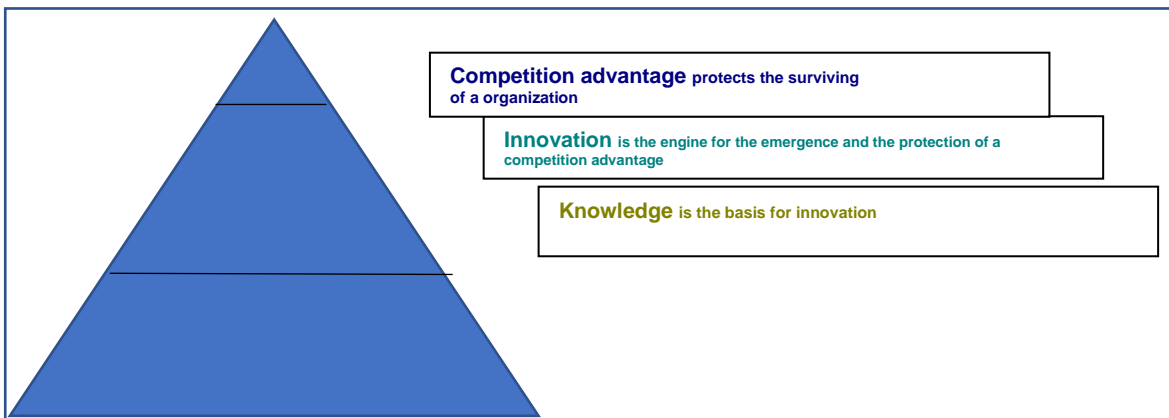 Competition advantage protects the surviving
of a organization
Innovation is the engine for the emergence and the protection of a
competition advantage
Knowledge is the basis for innovation